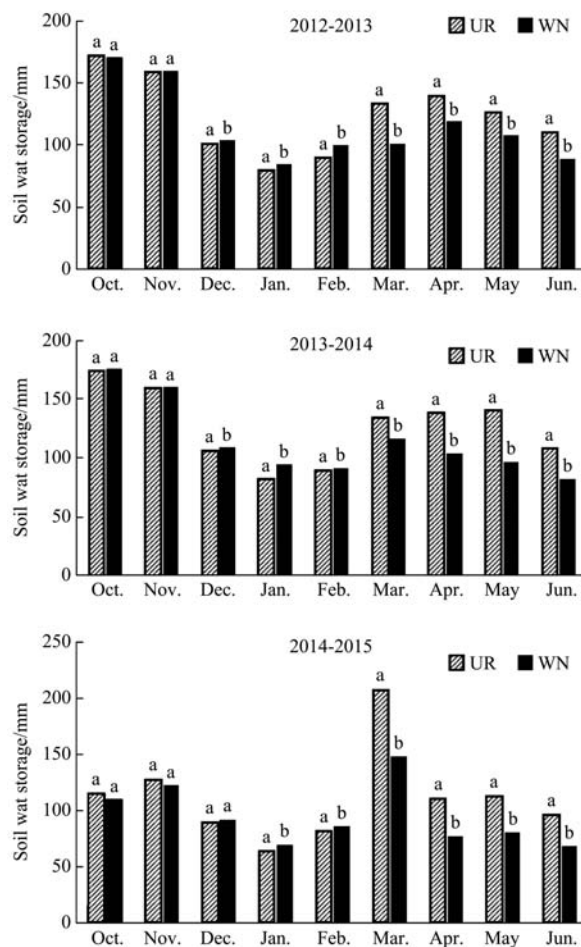 2012-2013
UR WN
Soil wat storage/mm
200
150
100
50
0
a a a a a b a b a b a b a b a b a b
Oct. Nov. Dec. Jan. Feb. Mar. Apr. May Jun.
2013-2014
UR WN
Soil wat storage/mm
200
150
100
50
0
a a a a a b a b a b a b a b a b a b
Oct. Nov. Dec. Jan. Feb. Mar. Apr. May Jun.
2014-2015
UR WN
Soil wat storage/mm
250
200
150
100
50
0
a a a a a a a b a b a b a b a b a b
Oct. Nov. Dec. Jan. Feb. Mar. Apr. May Jun.